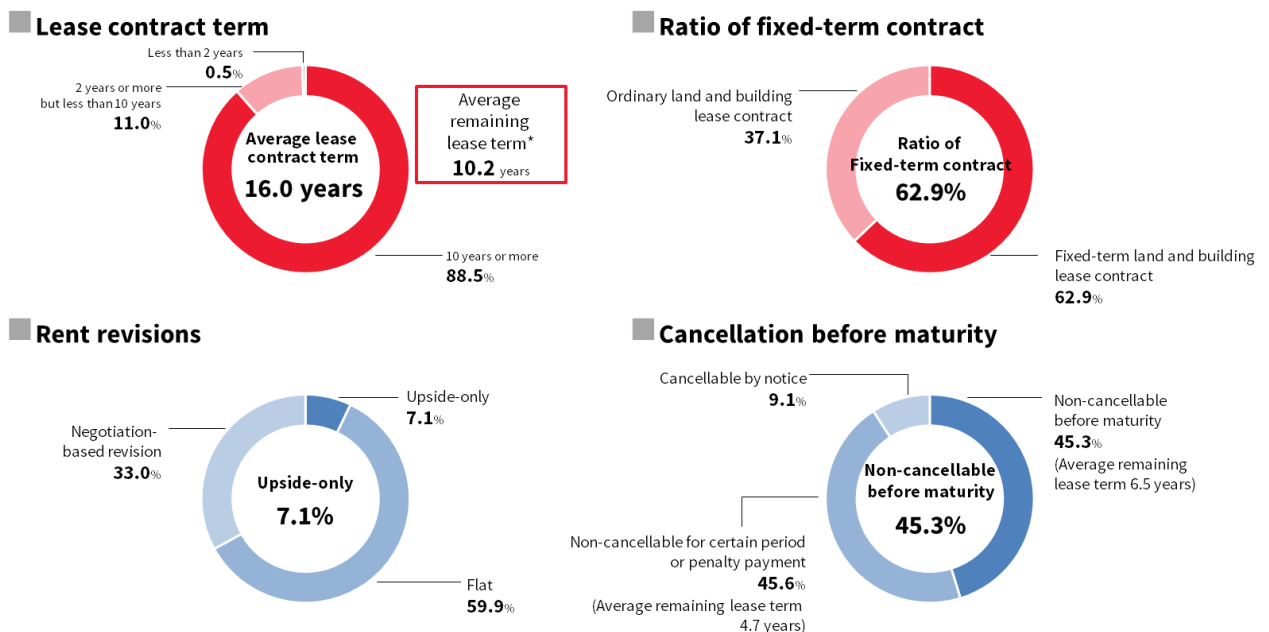 Lease contract term
Less than 2 years
0.5%
2 years or more
but less than 10 years
11.0%
Average lease
contract term
16.0 years
Average
remaining
lease term*
10.2 years
10 years or more
88.5%
Ratio of fixed-term contract
Ordinary land and building
lease contract
37.1%
Ratio of
Fixed-term contract
62.9%
Fixed-term land and building
lease contract
62.9%
Rent revisions
Upside-only
7.1%
Negotiation-
based revision
33.0%
Upside-only
7.1%
Flat
59.9%
Cancellation before maturity
Cancellable by notice
9.1%
Non-cancellable
before maturity
45.3%
(Average remaining
lease term 6.5 years)
Non-cancellable
before maturity
45.3%
Non-cancellable for certain period
or penalty payment
45.6%
(Average remaining lease term
4.7 years)